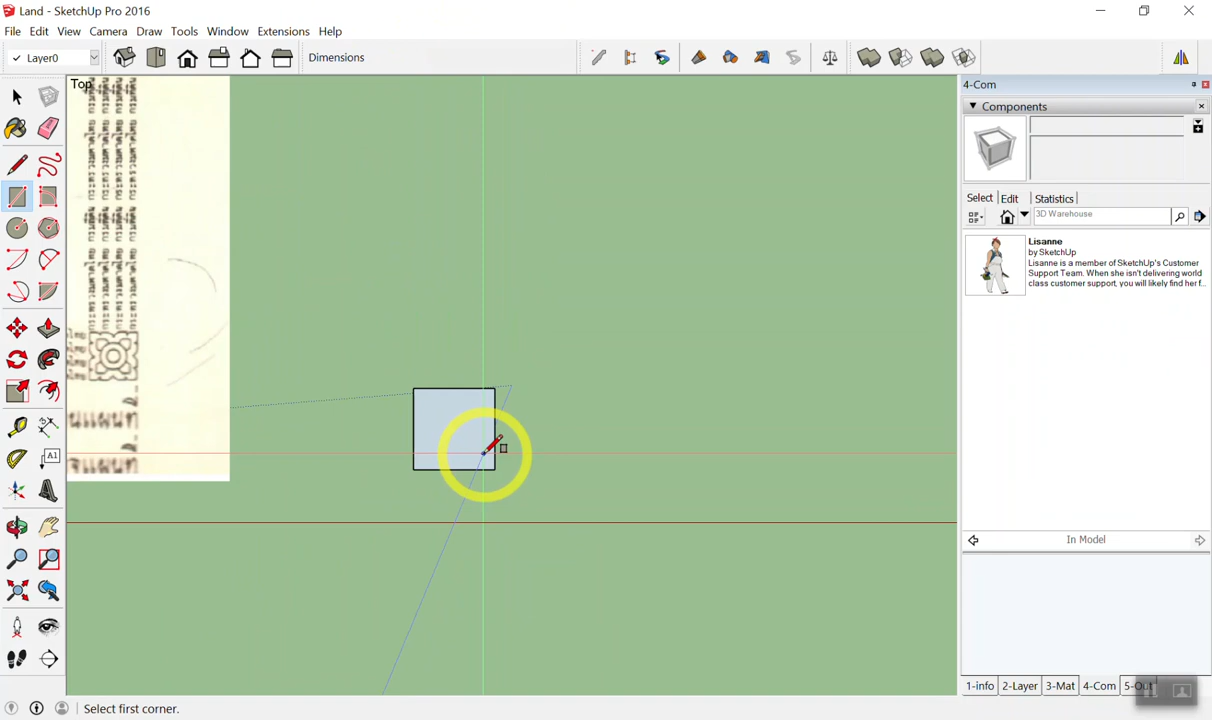 Land - SketchUp Pro 2016
File Edit View Camera Draw Tools Window Extensions Help
Layer0
Dimensions
Top
4-Com
Components
Select Edit Statistics
3D Warehouse
Lisanne
by SketchUp
Lisanne is a member of SketchUp's Customer
Support Team. When she isn't delivering world
class customer support, you will likely find her f...
A1
In Model
1-info 2-Layer 3-Mat 4-Com 5-Out
Select first corner.